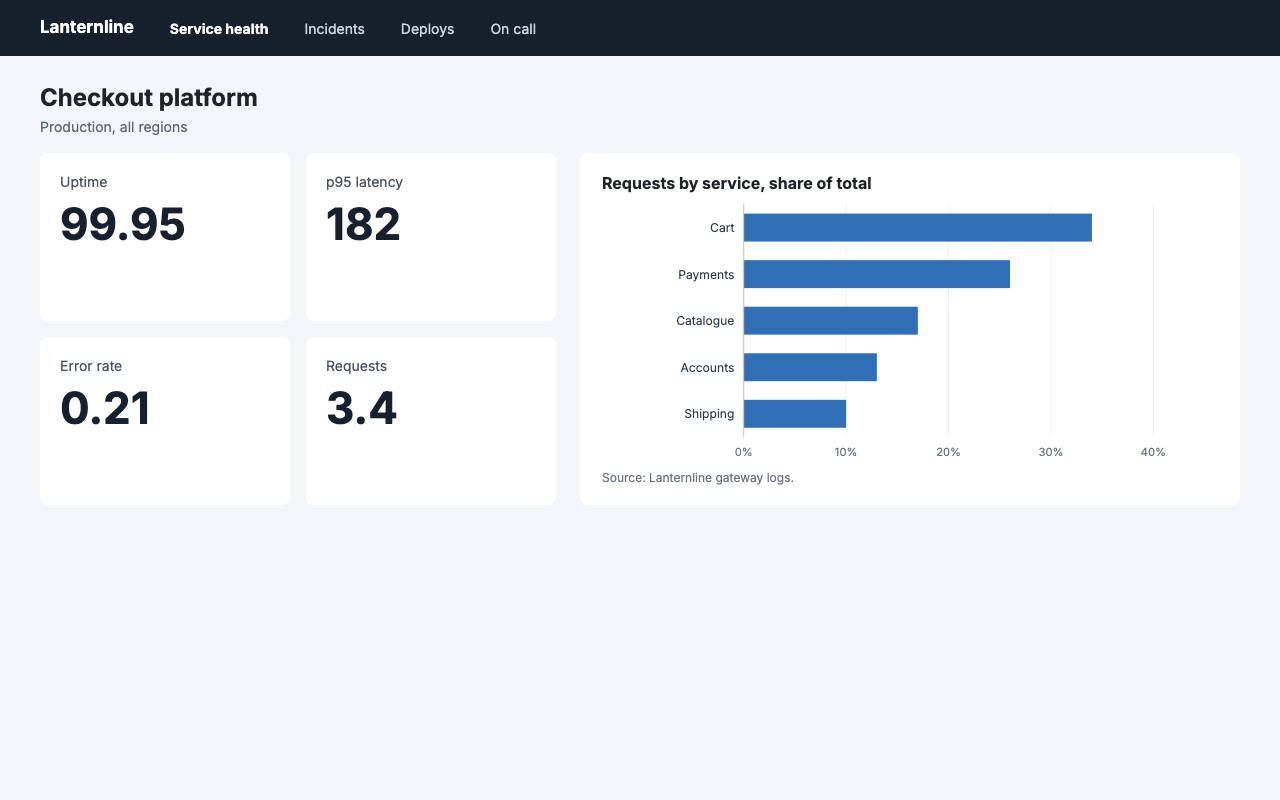 Lanternline
Service health
Incidents
Deploys
On call
Checkout platform
Production, all regions
Uptime
99.95
p95 latency
182
Error rate
0.21
Requests
3.4
Requests by service, share of total
Cart
Payments
Catalogue
Accounts
Shipping
0% 10% 20% 30% 40%
Source: Lanternline gateway logs.